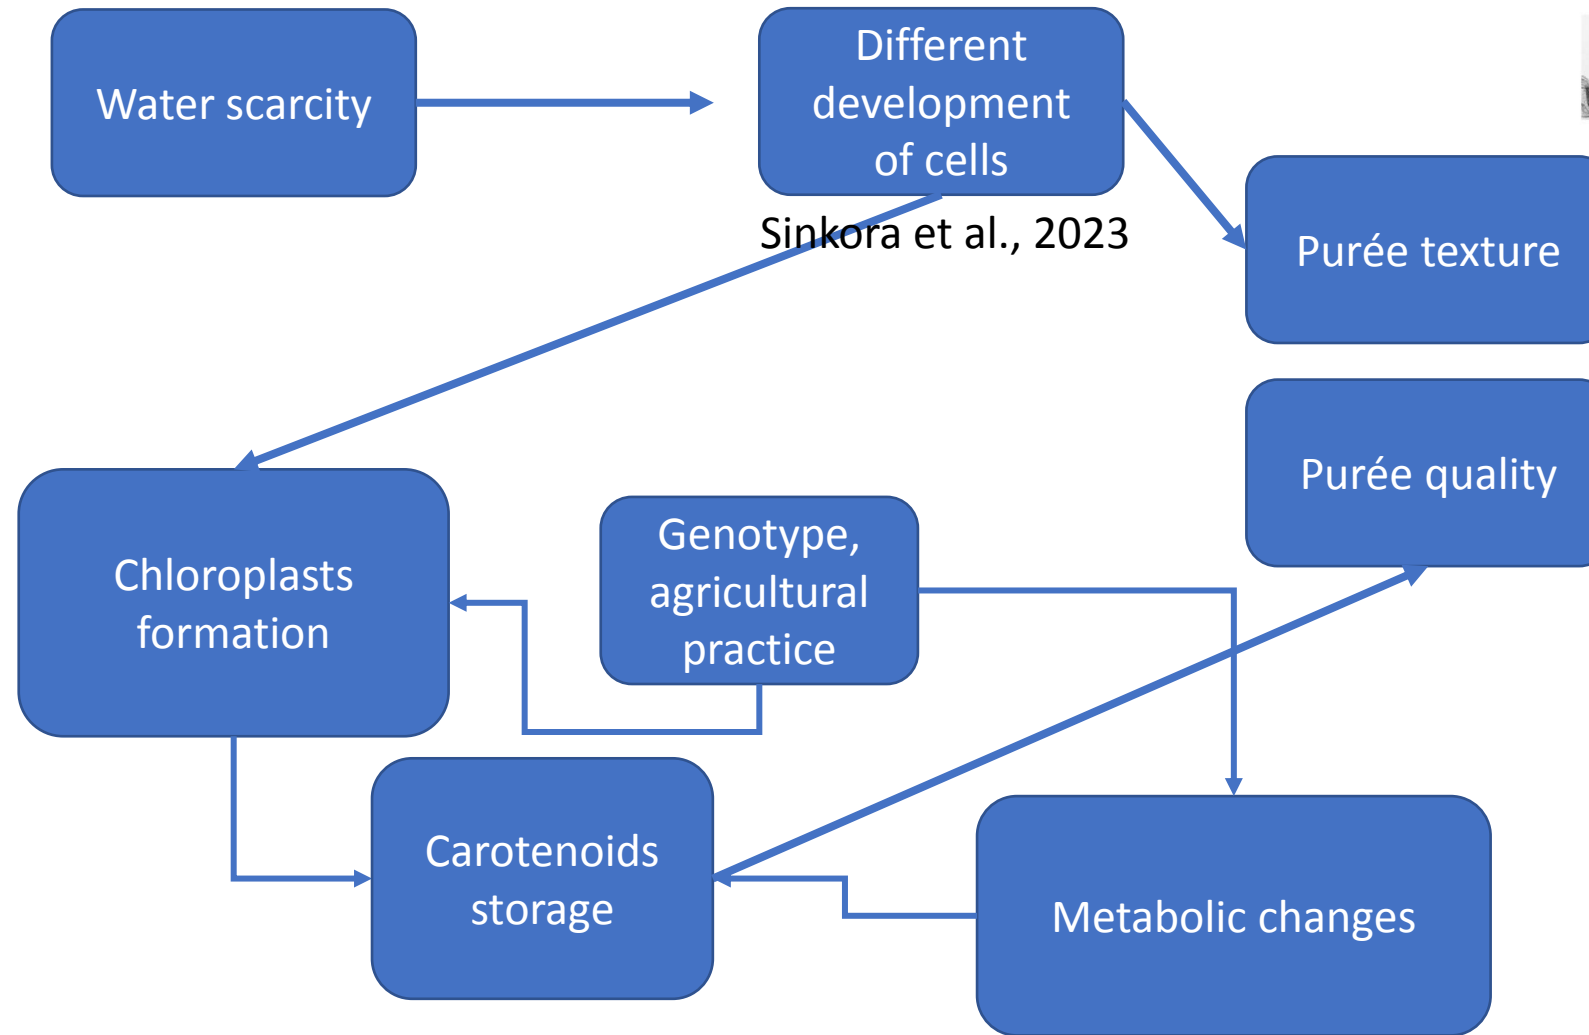 Water scarcity
Different
development
of cells
Sinkora et al., 2023
Purée texture
Purée quality
Chloroplasts
formation
Genotype,
agricultural
practice
Carotenoids
storage
Metabolic changes